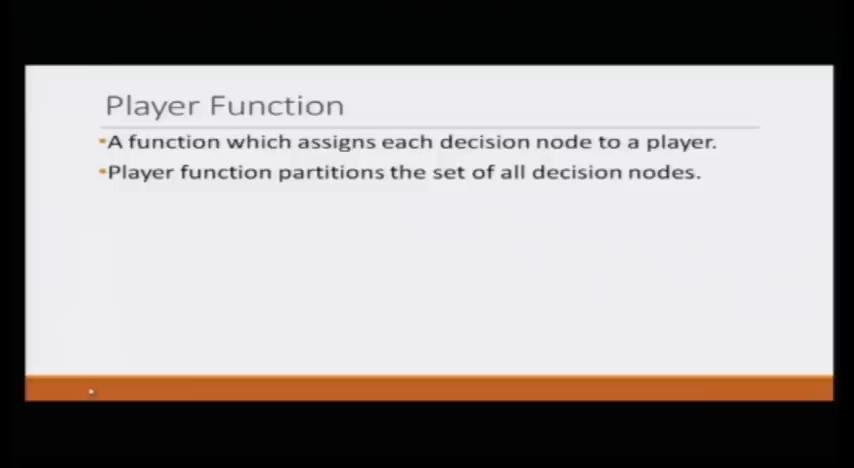 Player Function
•A function which assigns each decision node to a player.
•Player function partitions the set of all decision nodes.